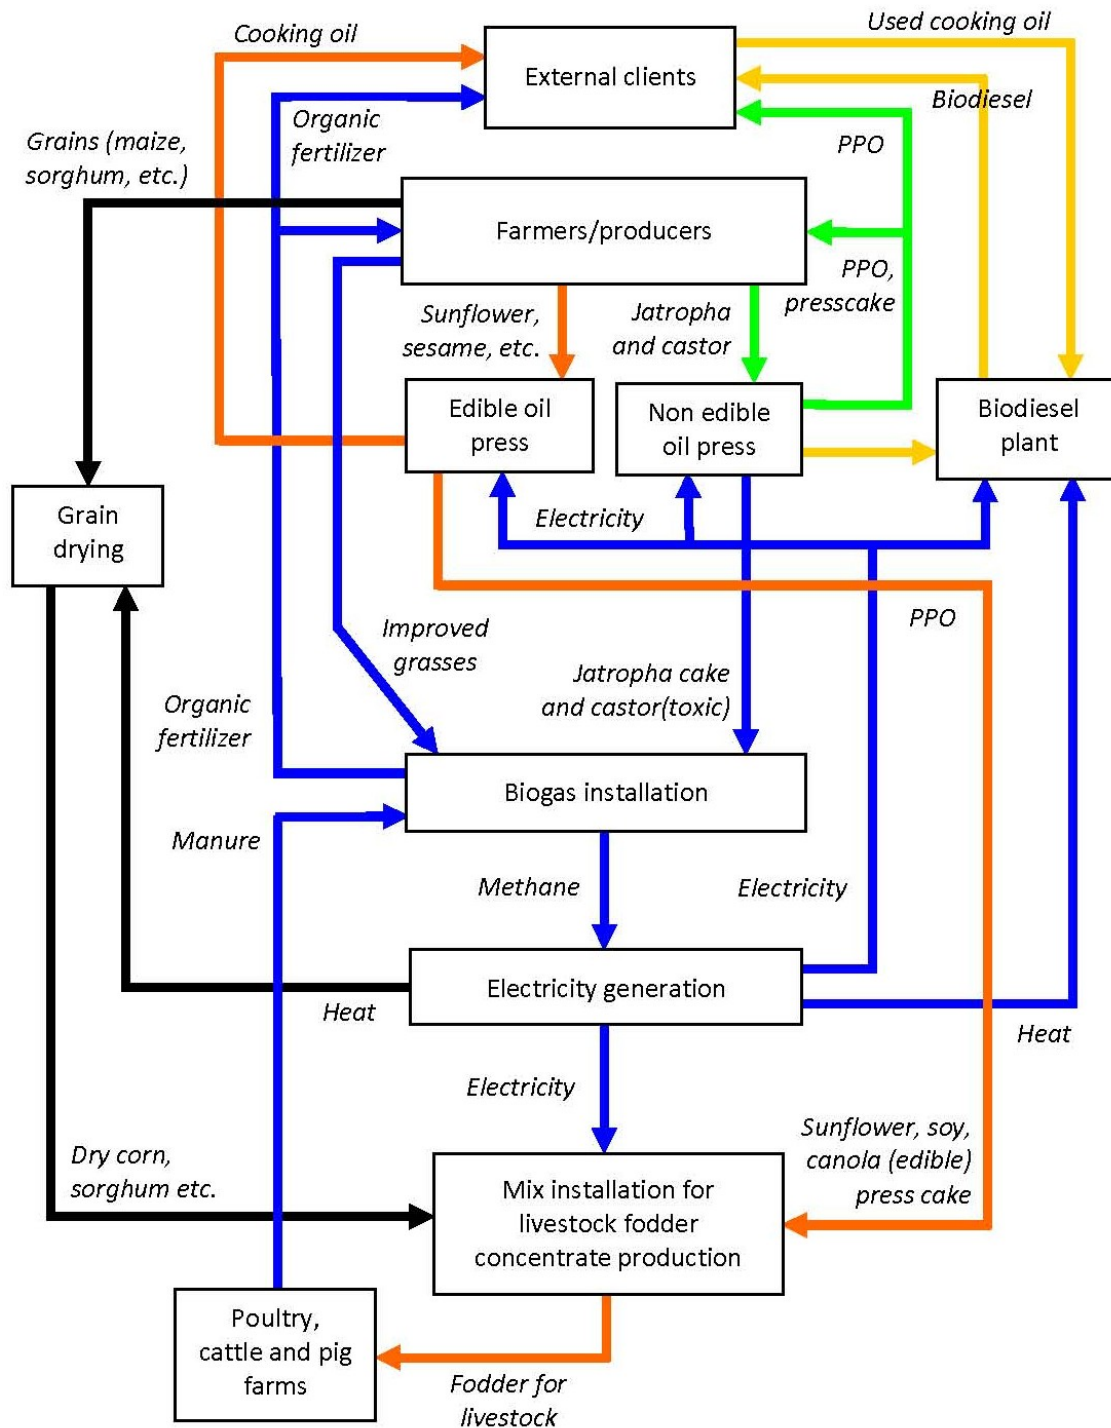 Cooking oil
Used cooking oil
External clients
Biodiesel
Organic
fertilizer
PPO
Grains (maize,
sorghum, etc.)
Farmers/producers
PPO,
presscake
Sunflower,
sesame, etc.
Jatropha
and castor
Edible oil
press
Non edible
oil press
Biodiesel
plant
Grain
drying
Electricity
PPO
Improved
grasses
Jatropha cake
and castor(toxic)
Organic
fertilizer
Biogas installation
Manure
Methane
Electricity
Electricity generation
Heat
Heat
Electricity
Sunflower, soy,
canola (edible)
press cake
Dry corn,
sorghum etc.
Mix installation for
livestock fodder
concentrate production
Poultry,
cattle and pig
farms
Fodder for
livestock